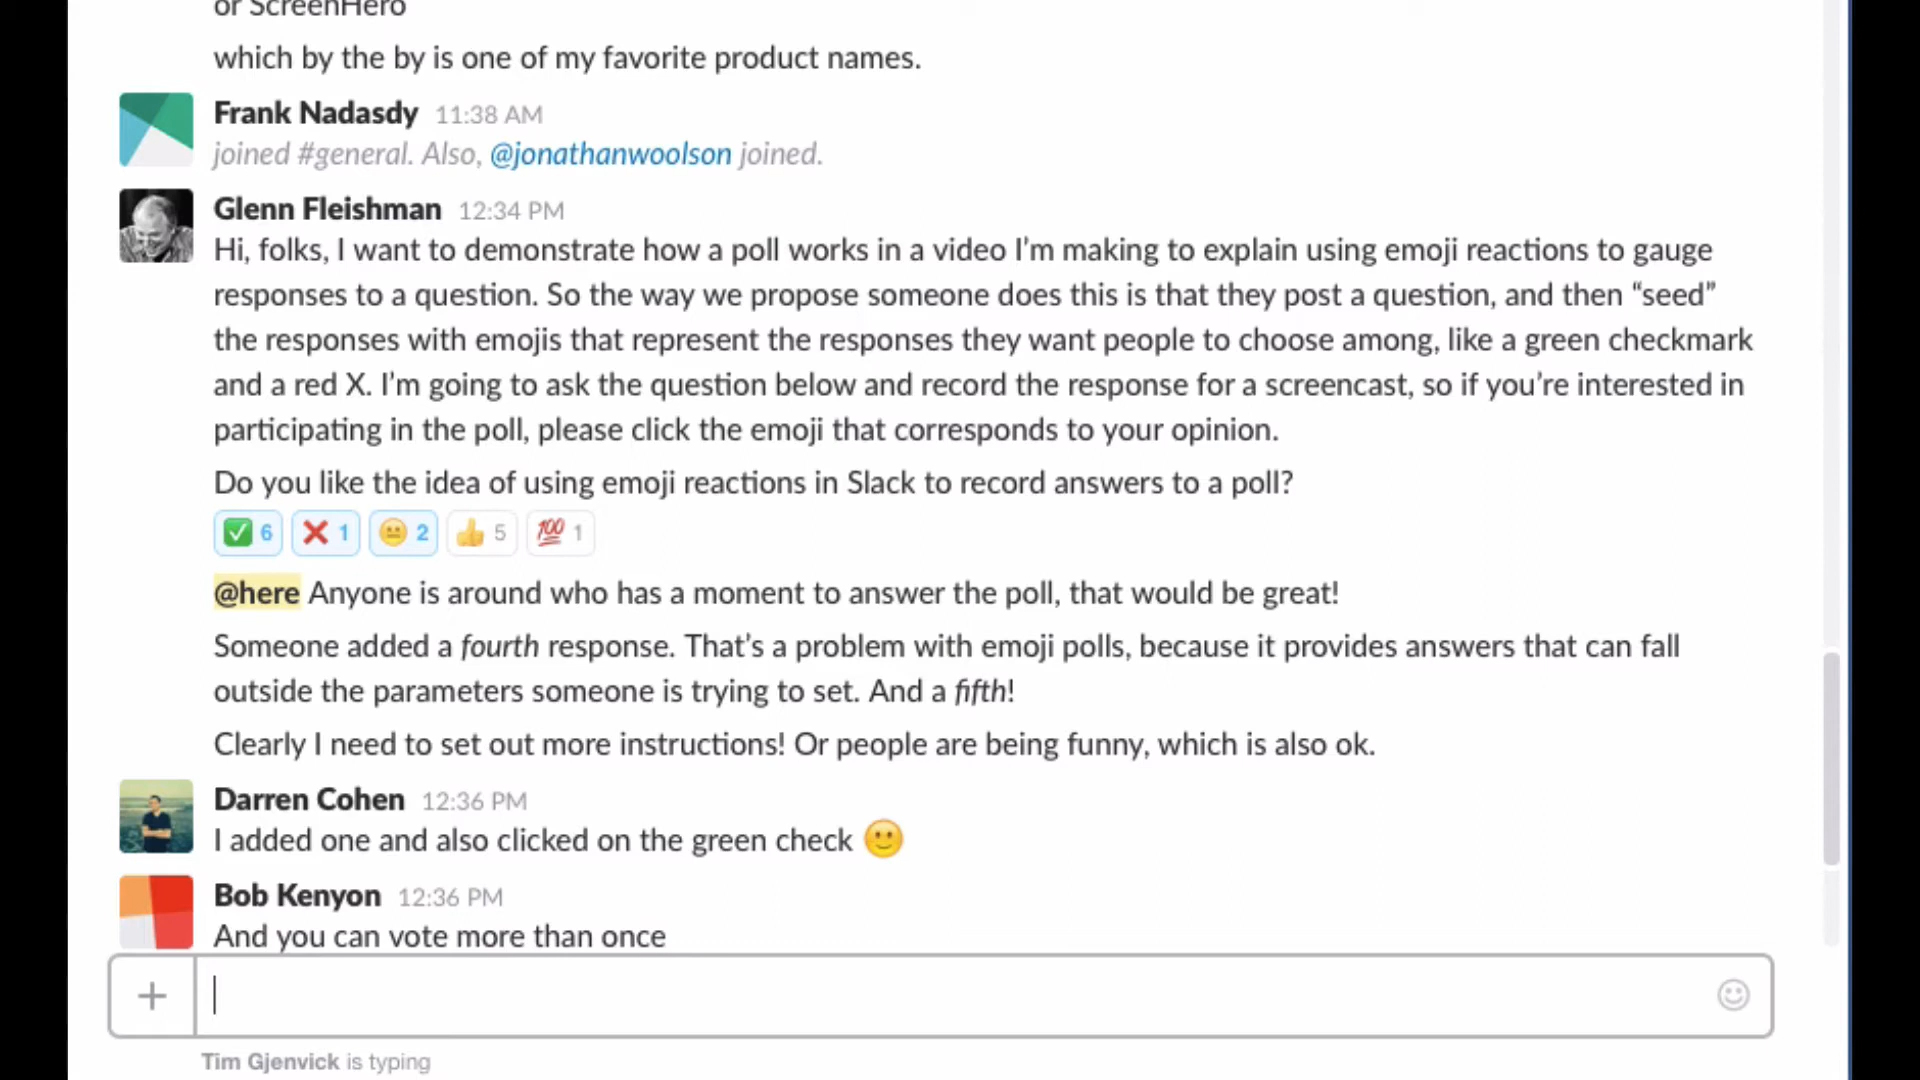 or ScreenHero
which by the by is one of my favorite product names.
Frank Nadasdy 11:38 AM
joined #general. Also, @jonathanwoolson joined.
Glenn Fleishman 12:34 PM
Hi, folks, I want to demonstrate how a poll works in a video I’m making to explain using emoji reactions to gauge
responses to a question. So the way we propose someone does this is that they post a question, and then “seed”
the responses with emojis that represent the responses they want people to choose among, like a green checkmark
and a red X. I’m going to ask the question below and record the response for a screencast, so if you’re interested in
participating in the poll, please click the emoji that corresponds to your opinion.
Do you like the idea of using emoji reactions in Slack to record answers to a poll?
✅ 6 ❌ 1 😐 2 👍 5 💯 1
@here Anyone is around who has a moment to answer the poll, that would be great!
Someone added a fourth response. That’s a problem with emoji polls, because it provides answers that can fall
outside the parameters someone is trying to set. And a fifth!
Clearly I need to set out more instructions! Or people are being funny, which is also ok.
Darren Cohen 12:36 PM
I added one and also clicked on the green check 🙂
Bob Kenyon 12:36 PM
And you can vote more than once
Tim Gjenvick is typing